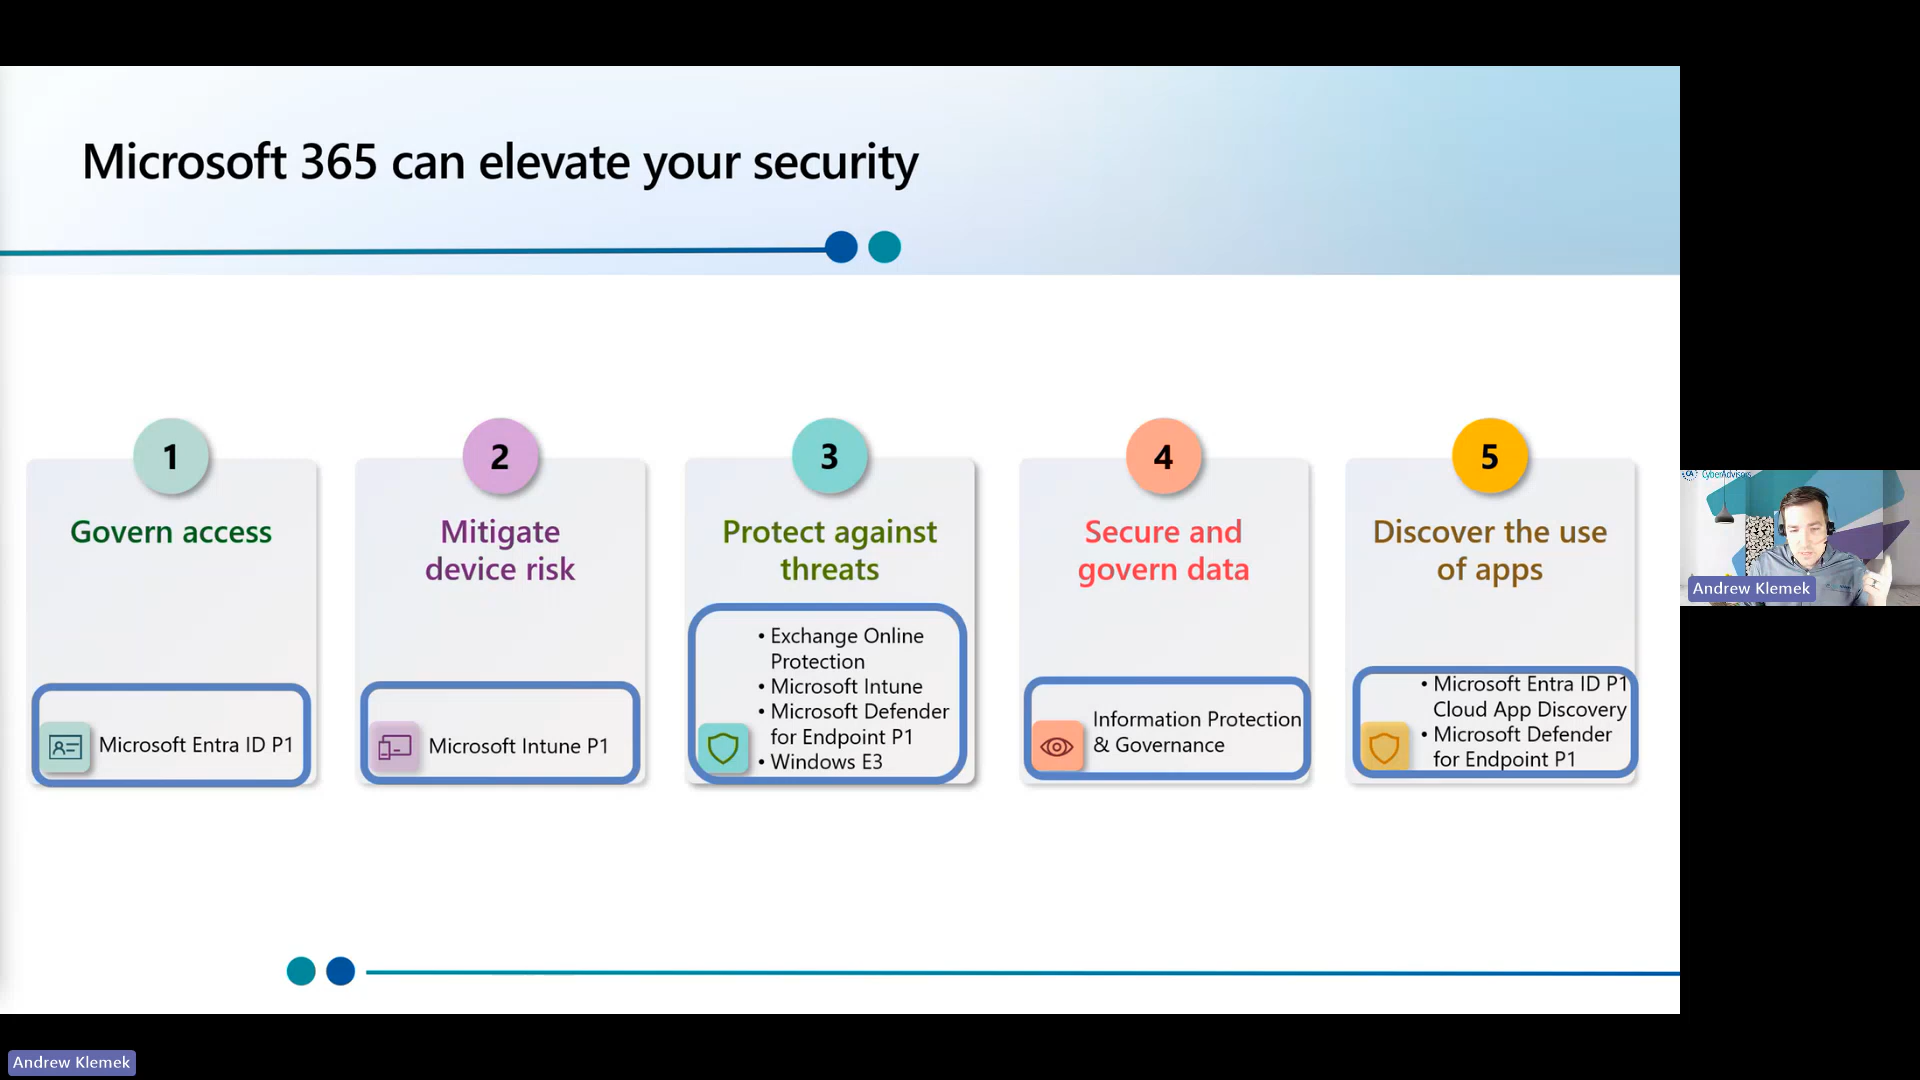 Microsoft 365 can elevate your security
1
Govern access
Microsoft Entra ID P1
2
Mitigate
device risk
Microsoft Intune P1
3
Protect against
threats
• Exchange Online
Protection
• Microsoft Intune
• Microsoft Defender
for Endpoint P1
• Windows E3
4
Secure and
govern data
Information Protection
& Governance
5
Discover the use
of apps
• Microsoft Entra ID P1
Cloud App Discovery
• Microsoft Defender
for Endpoint P1
CA CyberAdvisors
Andrew Klemek
Andrew Klemek